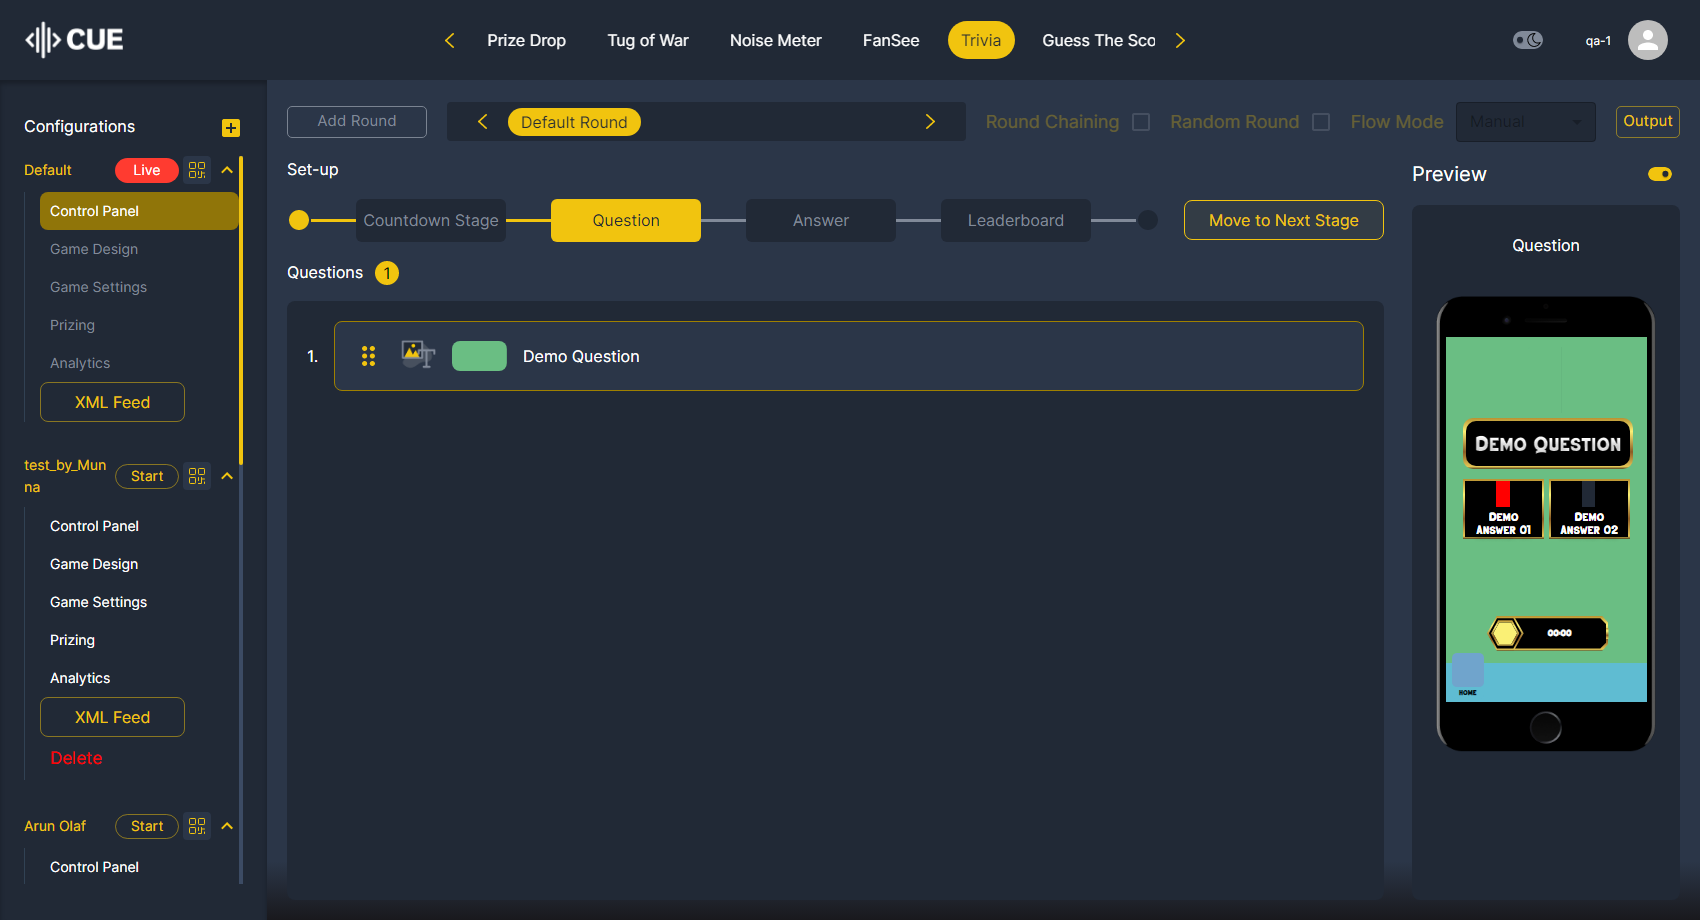 CUE
Prize Drop
Tug of War
Noise Meter
FanSee
Trivia
Guess The Sco
qa-1
Configurations
Default
Live
Control Panel
Game Design
Game Settings
Prizing
Analytics
XML Feed
test_by_Mun
na
Start
Control Panel
Game Design
Game Settings
Prizing
Analytics
XML Feed
Delete
Arun Olaf
Start
Control Panel
Add Round
Default Round
Round Chaining
Random Round
Flow Mode
Manual
Output
Set-up
Countdown Stage
Question
Answer
Leaderboard
Move to Next Stage
Questions 1
1.
Demo Question
Preview
Question
Demo Question
Demo
Answer 01
Demo
Answer 02
00:00
HOME